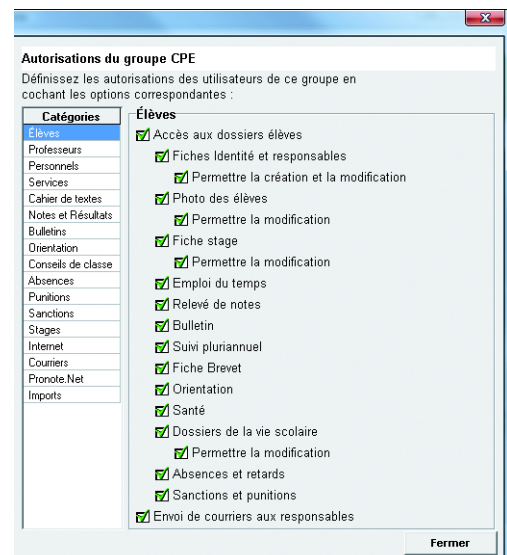 Autorisations du groupe CPE
Définissez les autorisations des utilisateurs de ce groupe en
cochant les options correspondantes :
Catégories
Élèves
Professeurs
Personnels
Services
Cahier de textes
Notes et Résultats
Bulletins
Orientation
Conseils de classe
Absences
Punitions
Sanctions
Stages
Internet
Courriers
Pronote.Net
Imports
Élèves
Accès aux dossiers élèves
Fiches Identité et responsables
Permettre la création et la modification
Photo des élèves
Permettre la modification
Fiche stage
Permettre la modification
Emploi du temps
Relevé de notes
Bulletin
Suivi pluriannuel
Fiche Brevet
Orientation
Santé
Dossiers de la vie scolaire
Permettre la modification
Absences et retards
Sanctions et punitions
Envoi de courriers aux responsables
Fermer